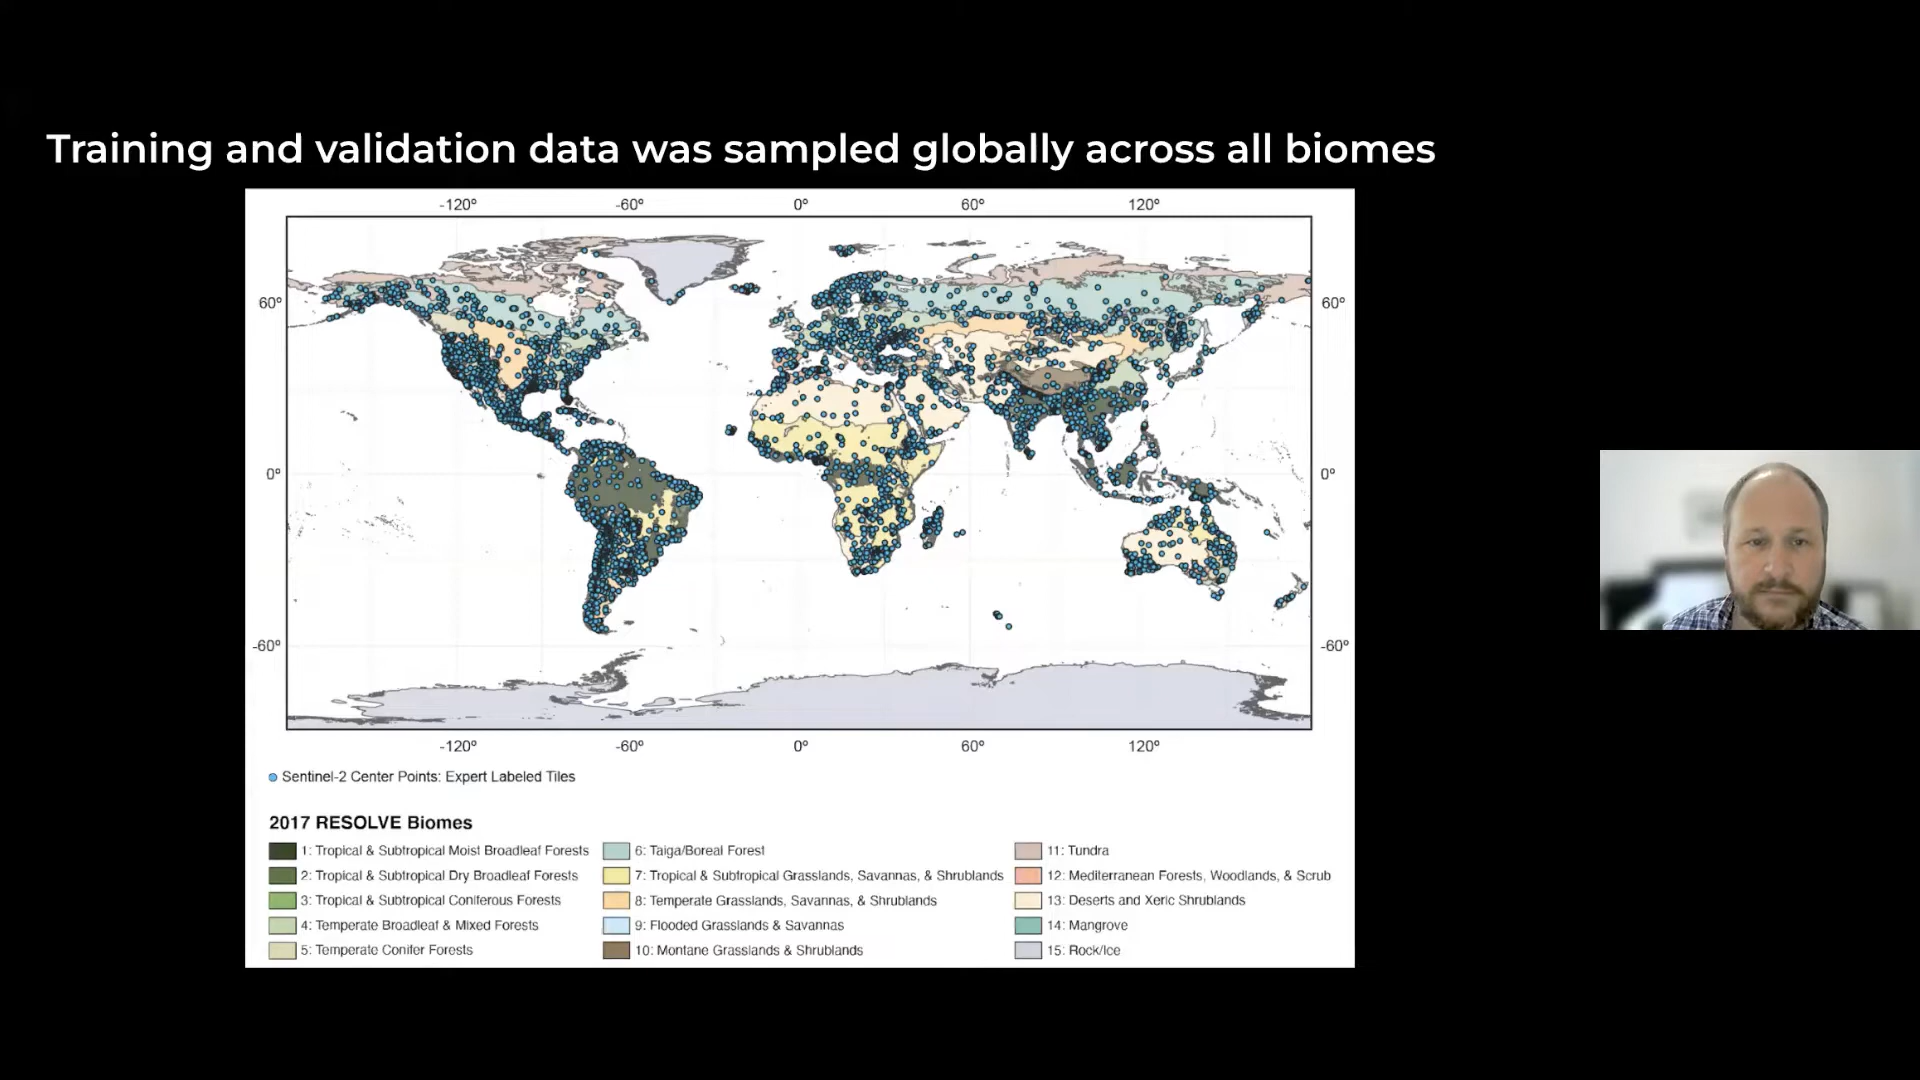 Training and validation data was sampled globally across all biomes
-120° -60° 0° 60° 120°
60° 60°
0° 0°
-60° -60°
-120° -60° 0° 60° 120°
Sentinel-2 Center Points: Expert Labeled Tiles
2017 RESOLVE Biomes
1: Tropical & Subtropical Moist Broadleaf Forests
2: Tropical & Subtropical Dry Broadleaf Forests
3: Tropical & Subtropical Coniferous Forests
4: Temperate Broadleaf & Mixed Forests
5: Temperate Conifer Forests
6: Taiga/Boreal Forest
7: Tropical & Subtropical Grasslands, Savannas, & Shrublands
8: Temperate Grasslands, Savannas, & Shrublands
9: Flooded Grasslands & Savannas
10: Montane Grasslands & Shrublands
11: Tundra
12: Mediterranean Forests, Woodlands, & Scrub
13: Deserts and Xeric Shrublands
14: Mangrove
15: Rock/Ice